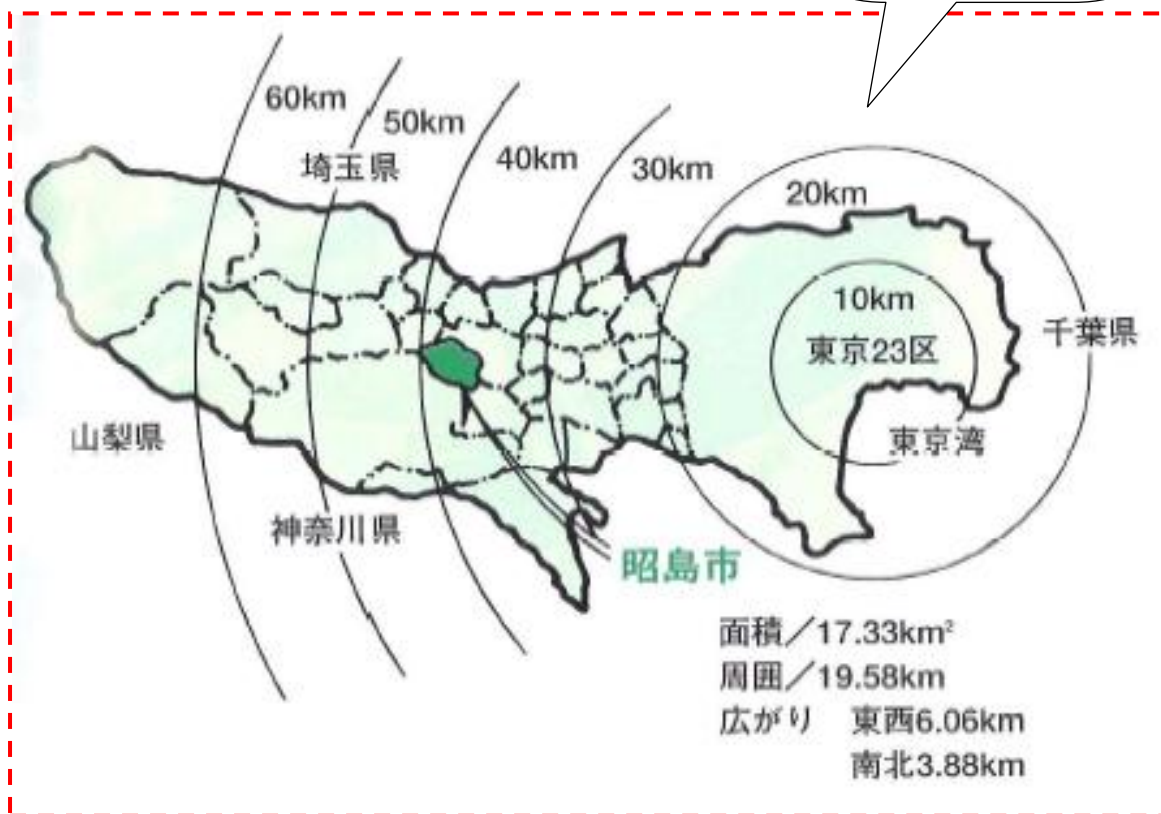 60km
50km
埼玉県
40km
30km
20km
10km
東京23区
千葉県
山梨県
東京湾
神奈川県
昭島市
面積／17.33km²
周囲／19.58km
広がり 東西6.06km
南北3.88km